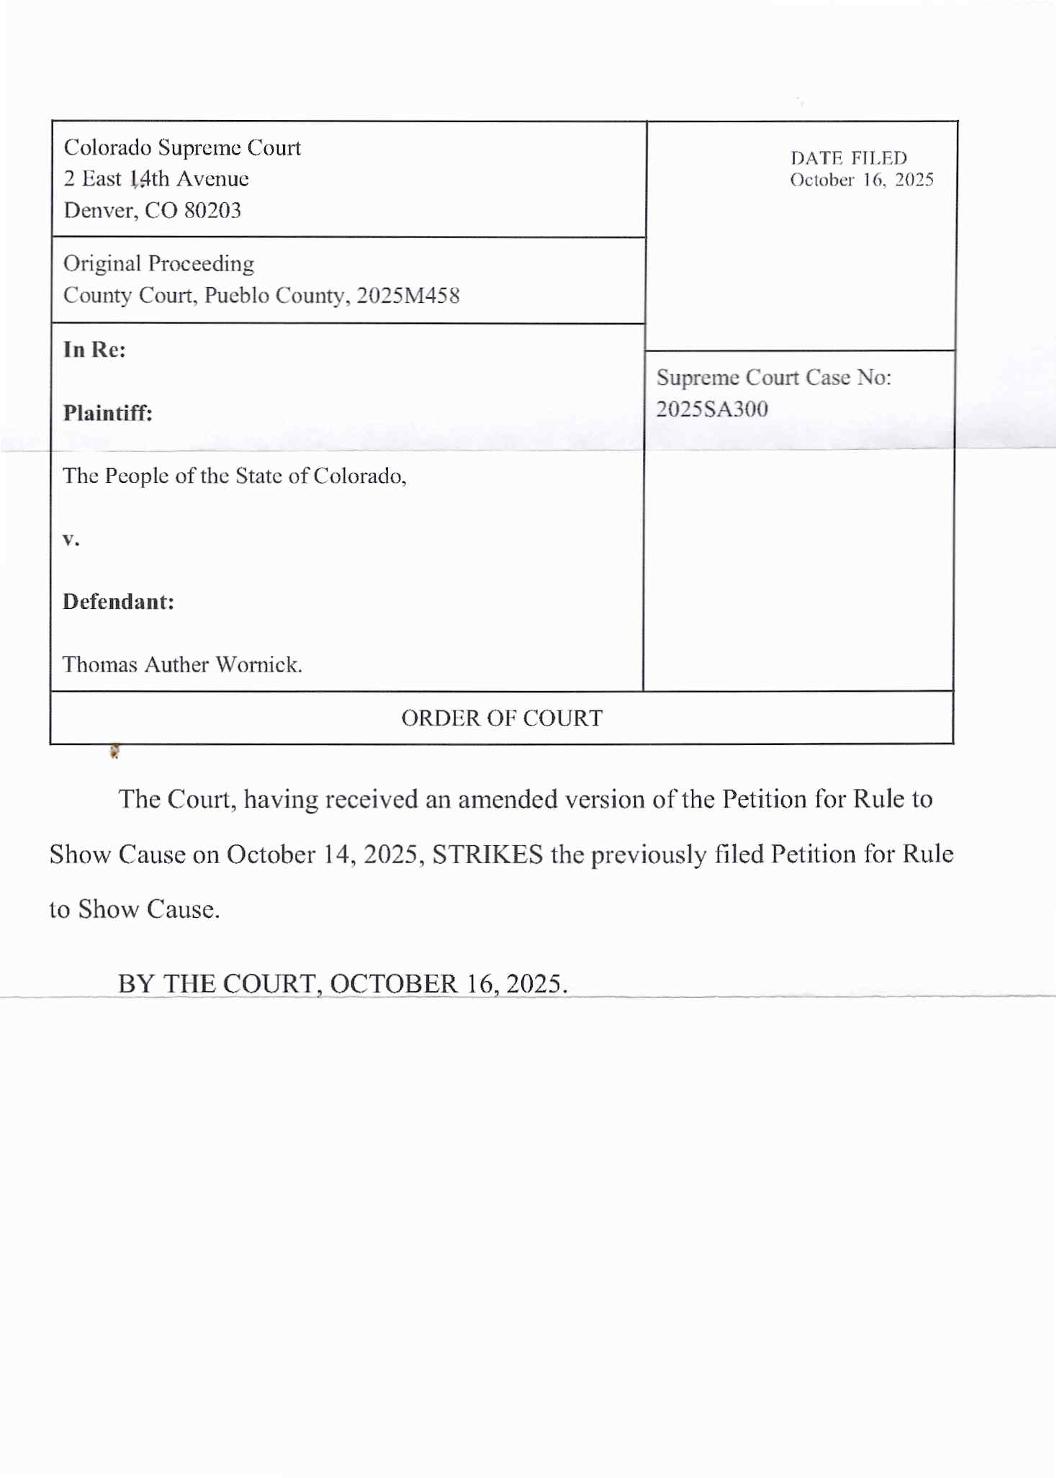 Colorado Supreme Court
2 East 14th Avenue
Denver, CO 80203
DATE FILED
October 16, 2025
Original Proceeding
County Court, Pueblo County, 2025M458
In Re:
Plaintiff:
The People of the State of Colorado,
v.
Defendant:
Thomas Auther Wornick.
Supreme Court Case No:
2025SA300
ORDER OF COURT
The Court, having received an amended version of the Petition for Rule to
Show Cause on October 14, 2025, STRIKES the previously filed Petition for Rule
to Show Cause.
BY THE COURT, OCTOBER 16, 2025.